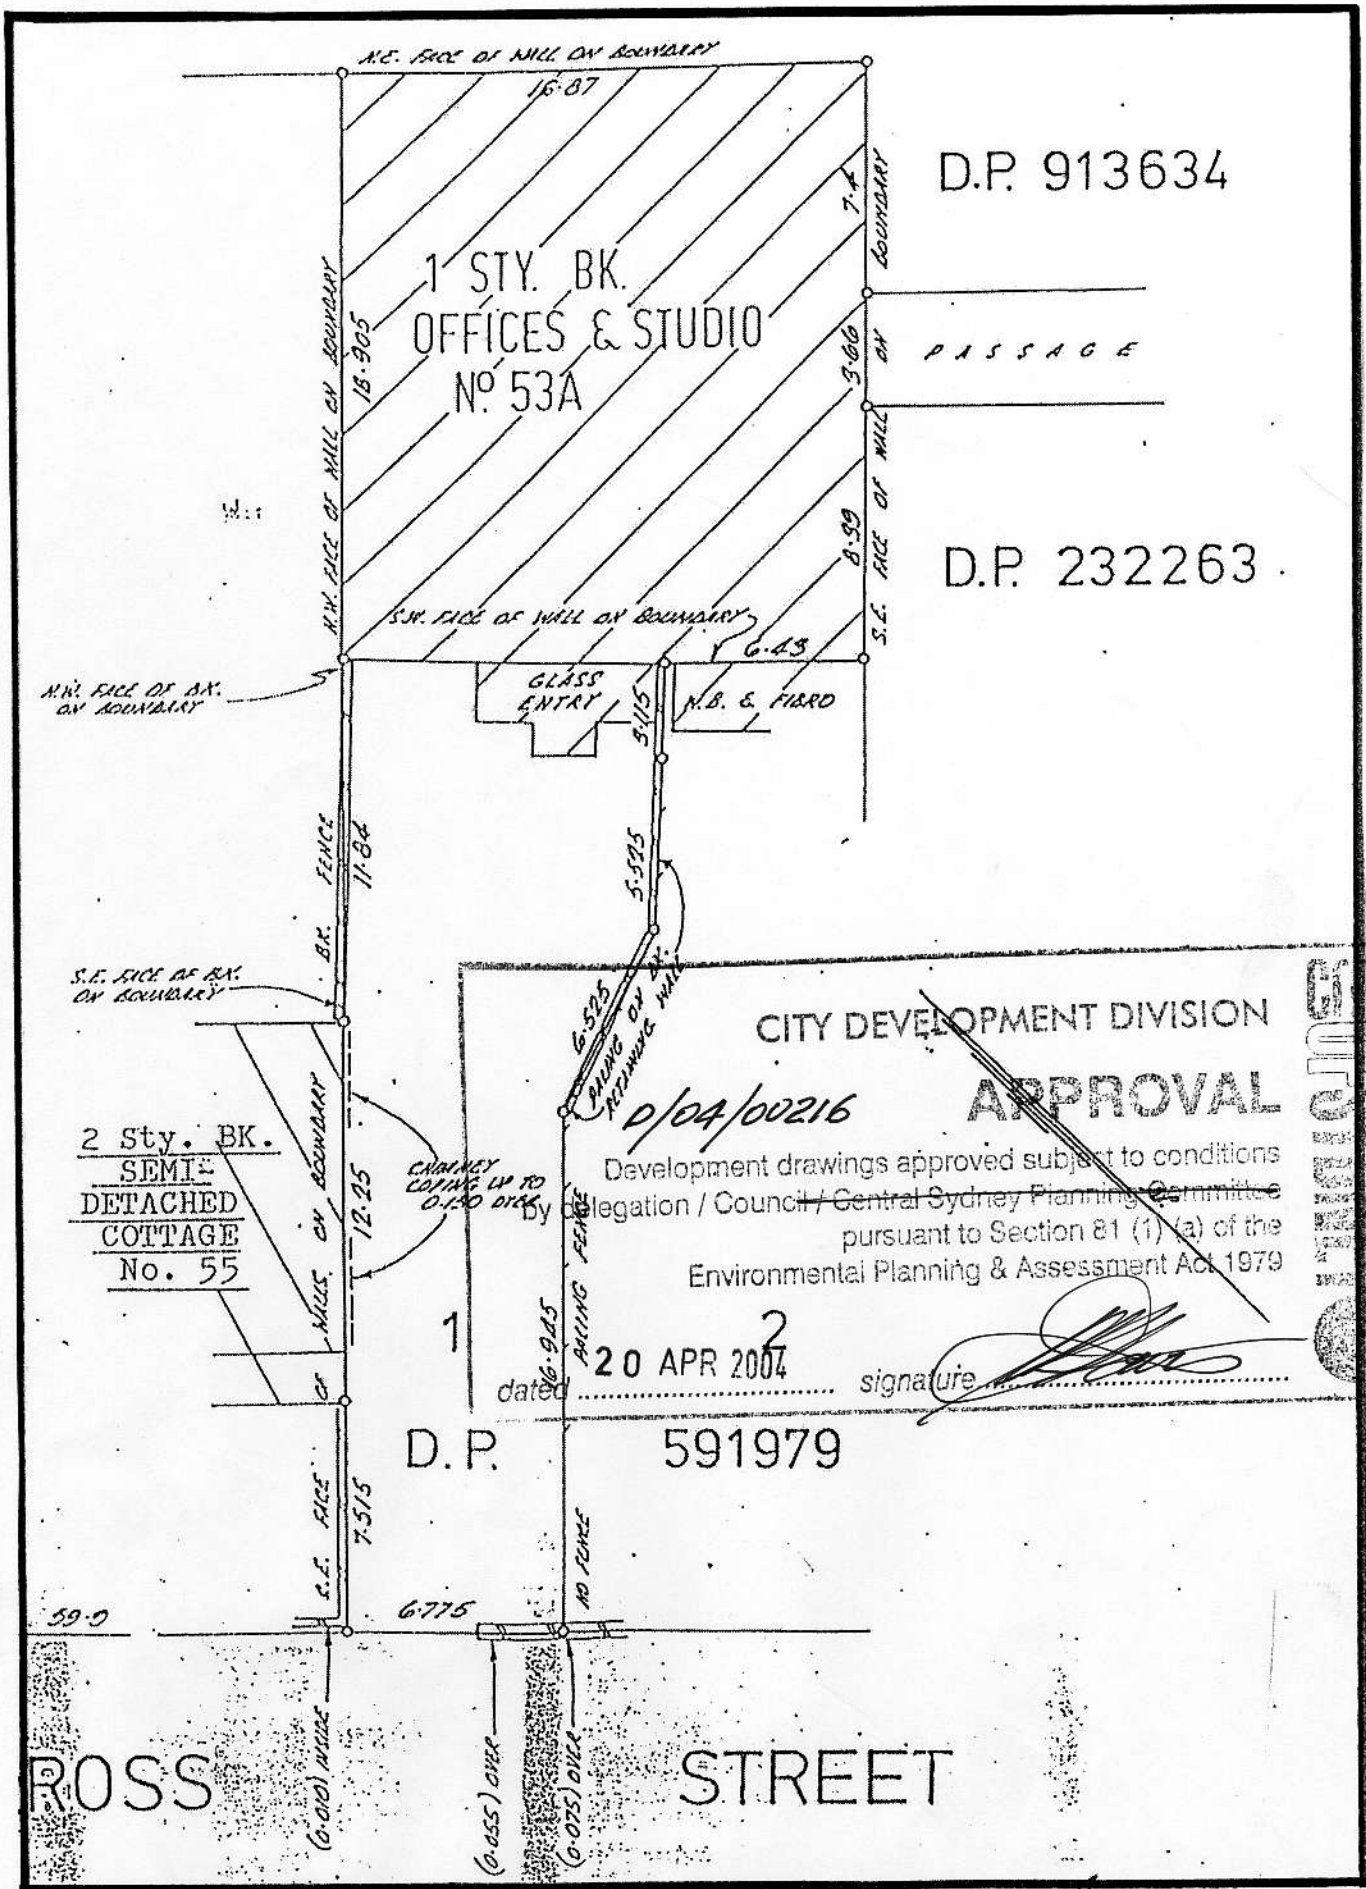 N.E. FACE OF WALL ON BOUNDARY
16.87
D.P. 913634
7.4
BOUNDARY
1 STY. BK.
OFFICES & STUDIO
Nº 53A
N.W. FACE OF WALL ON BOUNDARY
18.905
3.66
ON
PASSAGE
8.99
S.E. FACE OF WALL
D.P. 232263
S.W. FACE OF WALL ON BOUNDARY
6.43
N.W. FACE OF BK.
ON BOUNDARY
GLASS
ENTRY
3.115
W.B. & FIBRO
BK. FENCE
11.84
5.575
S.E. FACE OF BK.
ON BOUNDARY
6.525
PALING ON BK.
RETAINING WALL
CITY DEVELOPMENT DIVISION
APPROVAL
D/04/00216
Development drawings approved subject to conditions
by delegation / Council / Central Sydney Planning Committee
pursuant to Section 81 (1) (a) of the
Environmental Planning & Assessment Act 1979
2 Sty. BK.
SEMI-
DETACHED
COTTAGE
No. 55
S.E. FACE OF WALLS ON BOUNDARY
12.25
CHIMNEY
COPING UP TO
0.150 OVER
16.945
PALING FENCE
1
2
dated 20 APR 2004 signature
D.P. 591979
7.515
NO FENCE
59.0
6.775
(0.010) INSIDE
(0.055) OVER
(0.075) OVER
ROSS STREET